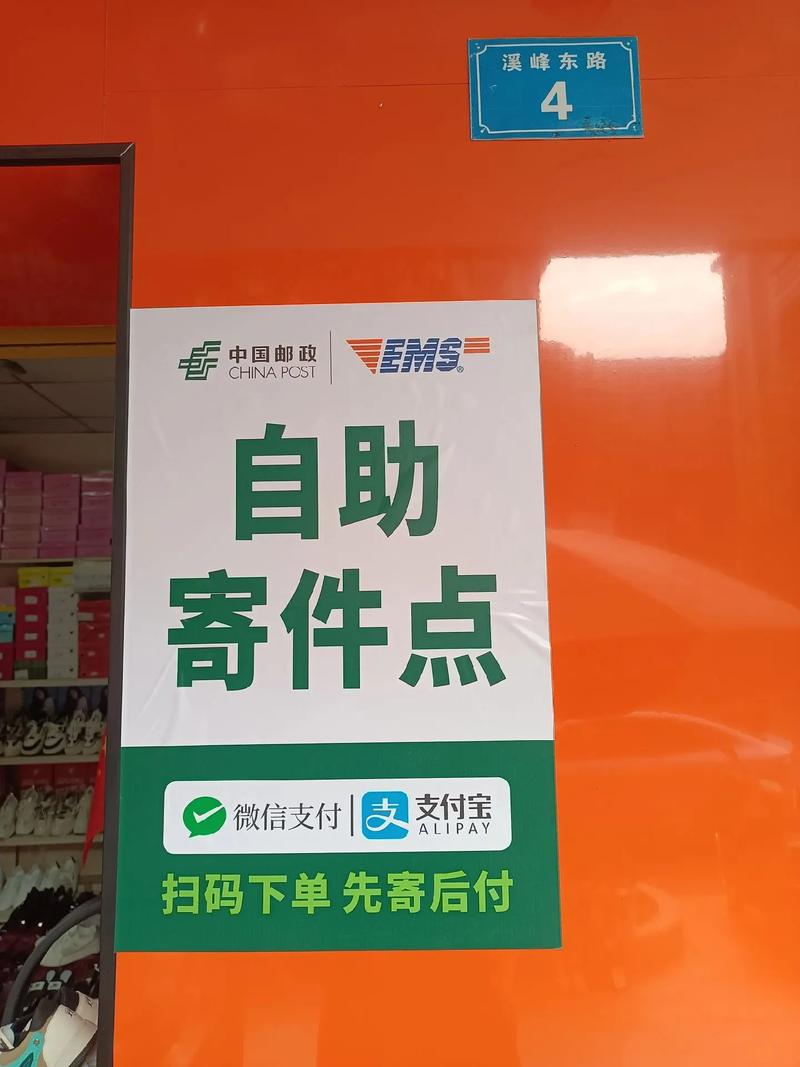 溪峰东路
4
中国邮政
CHINA POST
EMS
自助
寄件点
微信支付
支付宝
ALIPAY
扫码下单 先寄后付